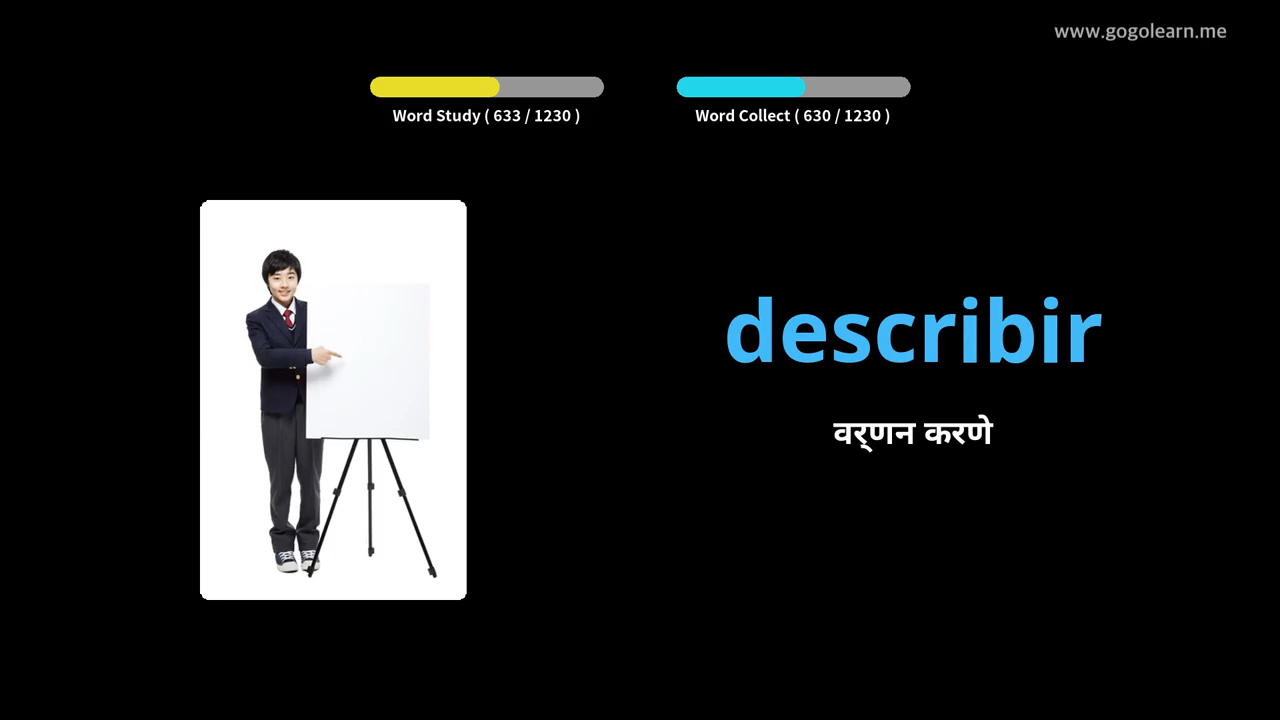 www.gogolearn.me
Word Study ( 633 / 1230 )
Word Collect ( 630 / 1230 )
describir
वर्णन करणे